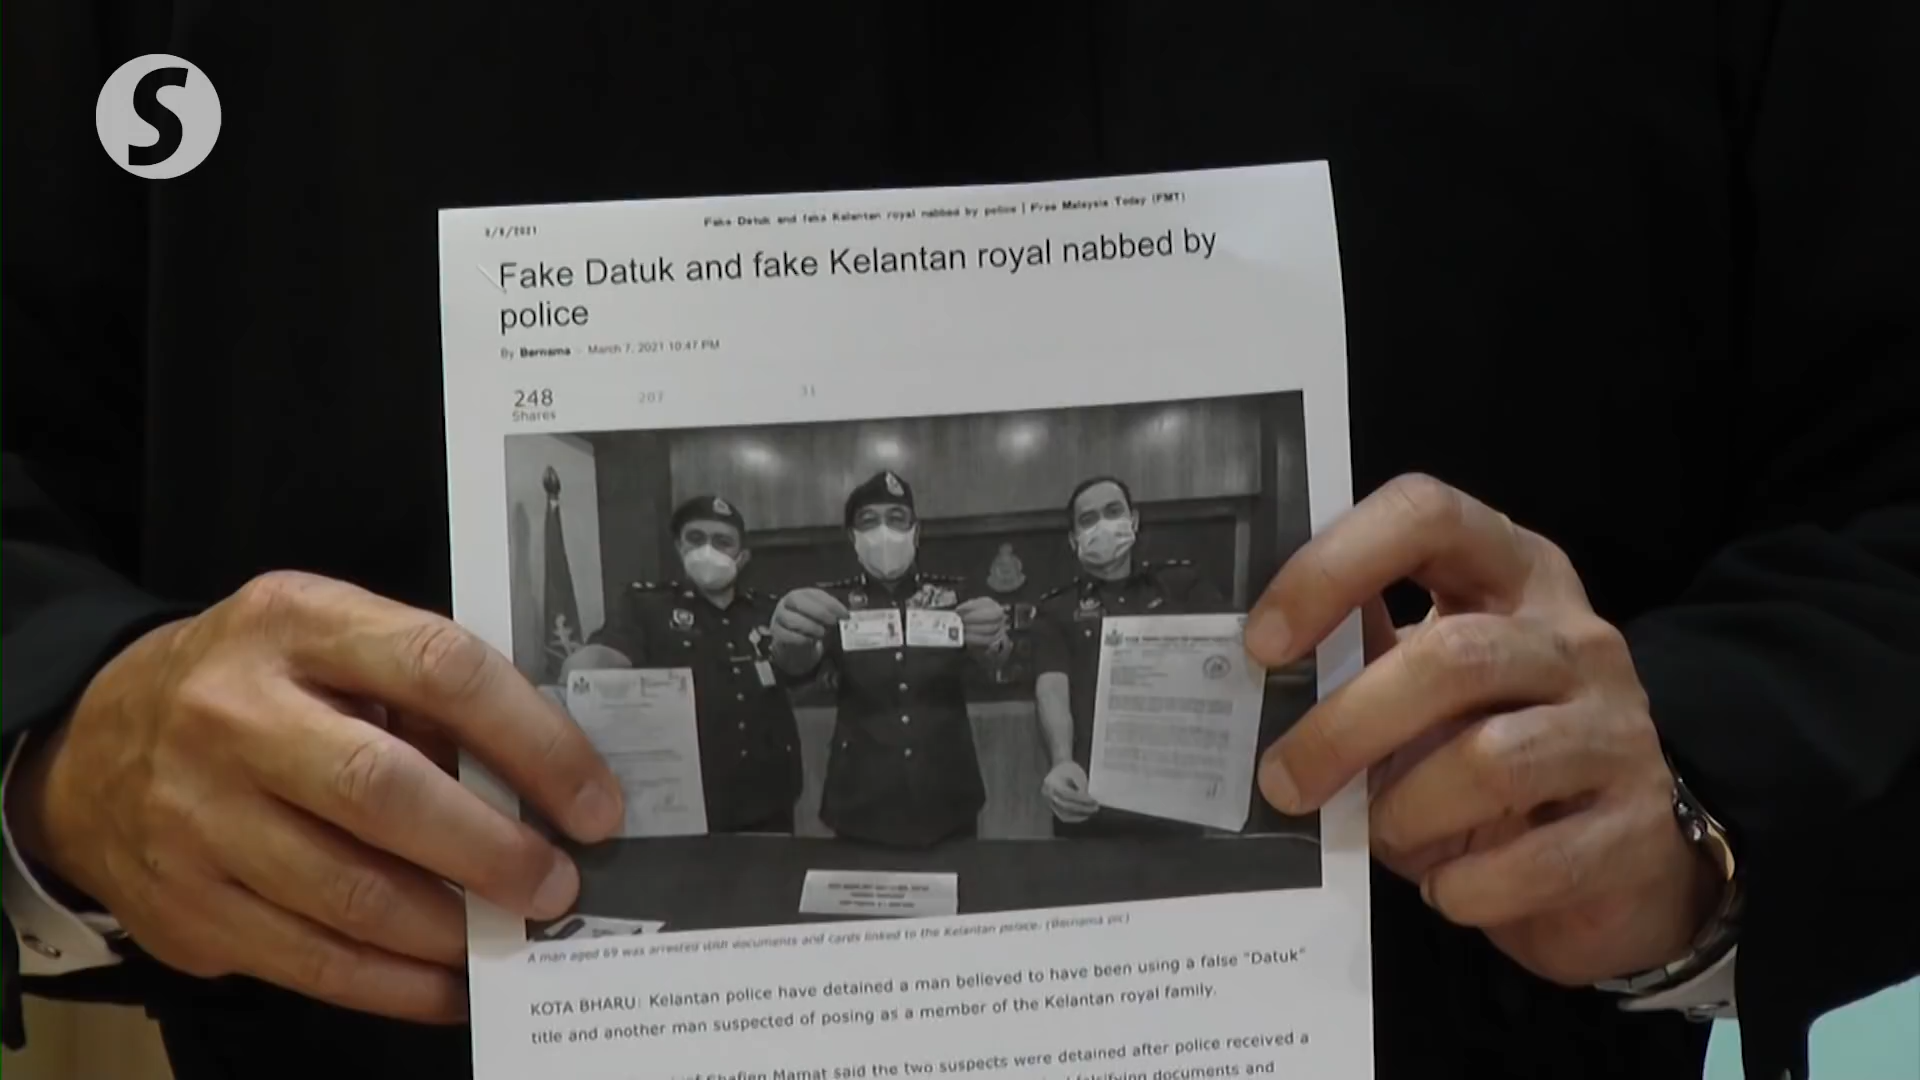 S
Fake Datuk and fake Kelantan royal nabbed by police | Free Malaysia Today (FMT)
Fake Datuk and fake Kelantan royal nabbed by
police
By Bernama - March 7, 2021 10:47 PM
248 207 31
Shares
A man aged 69 was arrested with documents and cards linked to the Kelantan palace. (Bernama pic)
KOTA BHARU: Kelantan police have detained a man believed to have been using a false "Datuk"
title and another man suspected of posing as a member of the Kelantan royal family.
Shafien Mamat said the two suspects were detained after police received a
falsifying documents and